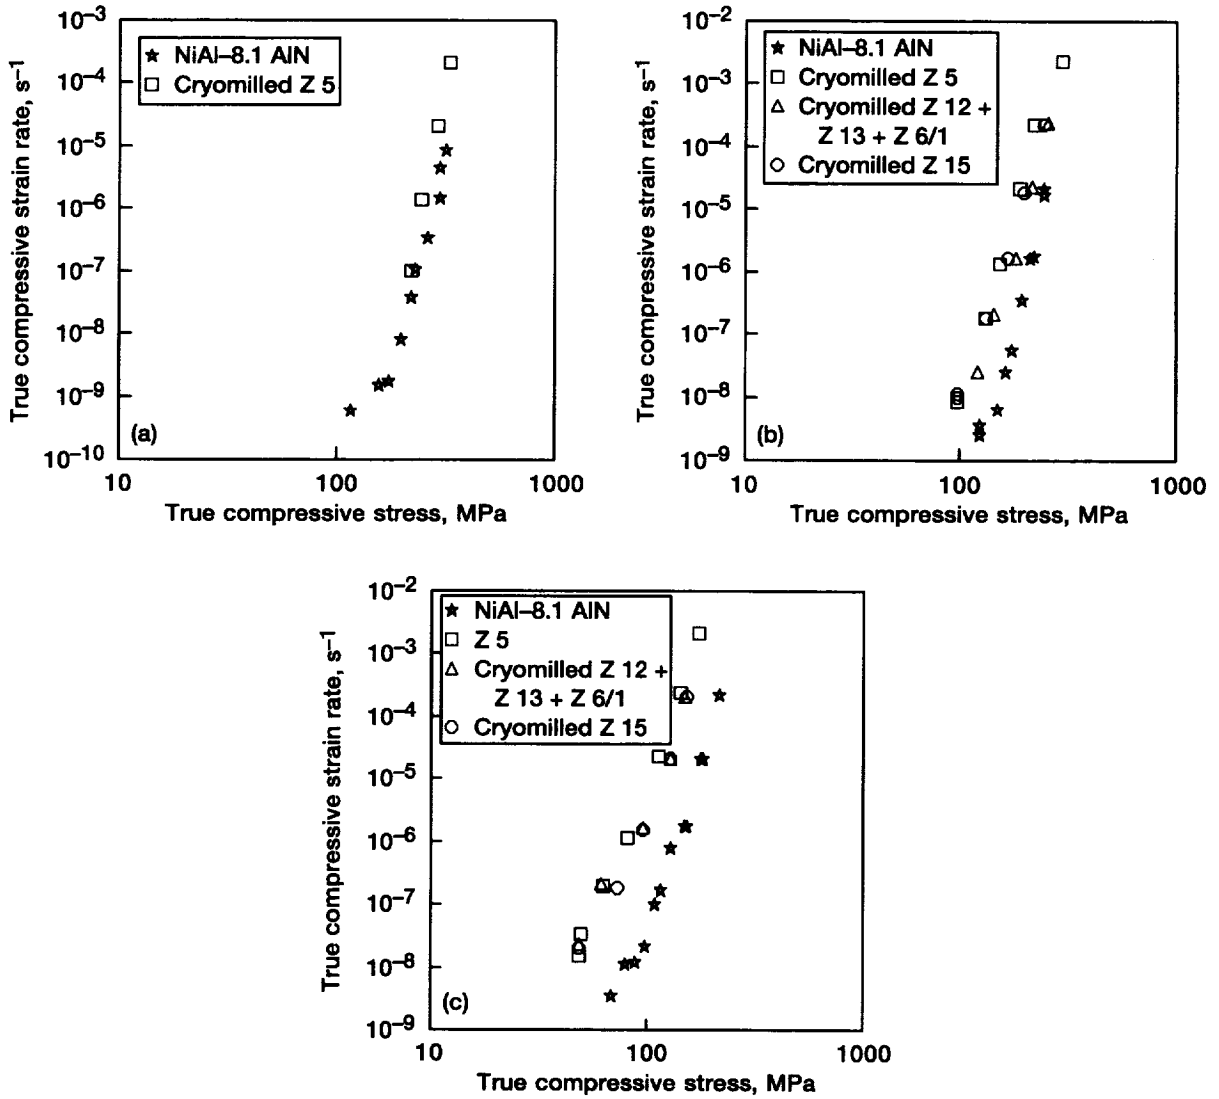 10⁻³
10⁻⁴
10⁻⁵
10⁻⁶
10⁻⁷
10⁻⁸
10⁻⁹
10⁻¹⁰
True compressive strain rate, s⁻¹
NiAl–8.1 AlN
Cryomilled Z 5
(a)
10 100 1000
True compressive stress, MPa
10⁻²
10⁻³
10⁻⁴
10⁻⁵
10⁻⁶
10⁻⁷
10⁻⁸
10⁻⁹
True compressive strain rate, s⁻¹
NiAl–8.1 AlN
Cryomilled Z 5
Cryomilled Z 12 +
Z 13 + Z 6/1
Cryomilled Z 15
(b)
10 100 1000
True compressive stress, MPa
10⁻²
10⁻³
10⁻⁴
10⁻⁵
10⁻⁶
10⁻⁷
10⁻⁸
10⁻⁹
True compressive strain rate, s⁻¹
NiAl–8.1 AlN
Z 5
Cryomilled Z 12 +
Z 13 + Z 6/1
Cryomilled Z 15
(c)
10 100 1000
True compressive stress, MPa